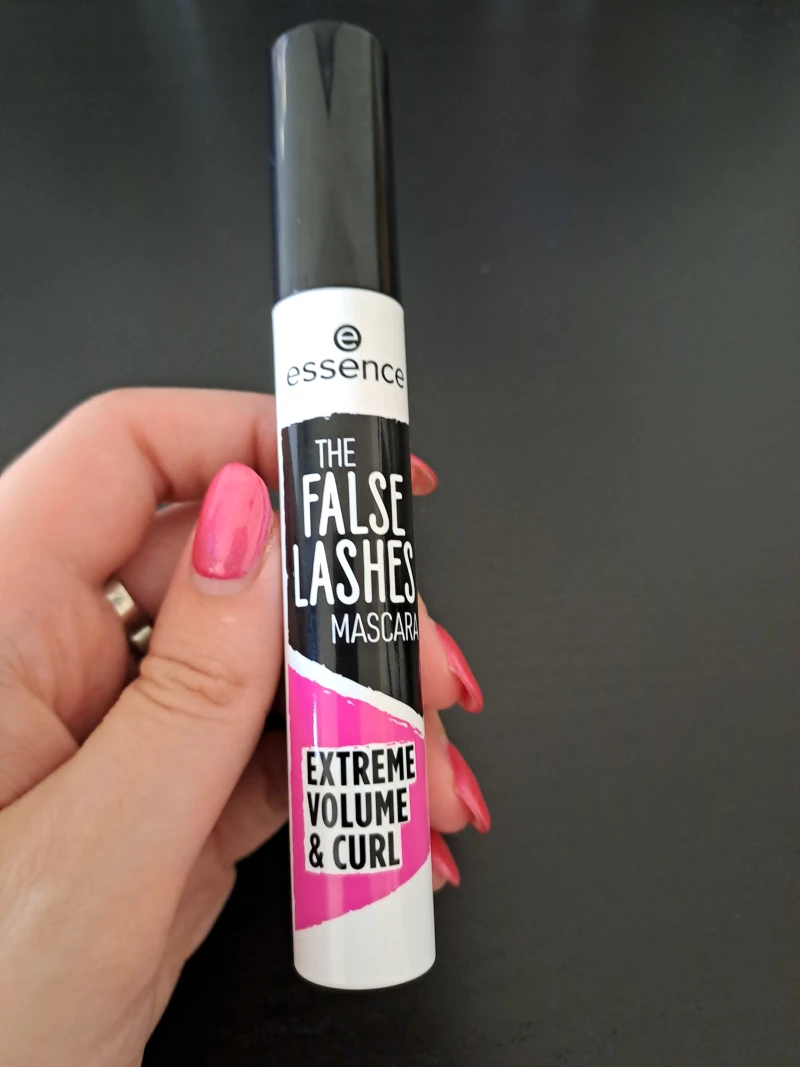 e
essence
THE
FALSE
LASHES
MASCARA
EXTREME
VOLUME
& CURL